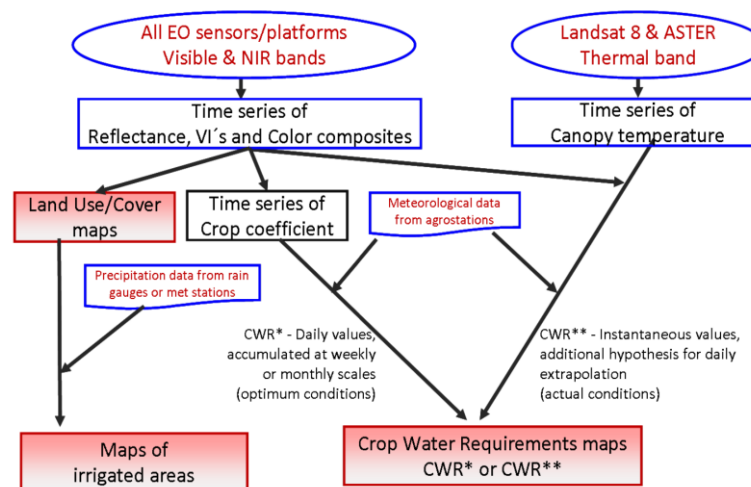 All EO sensors/platforms
Visible & NIR bands
Landsat 8 & ASTER
Thermal band
Time series of
Reflectance, VI´s and Color composites
Time series of
Canopy temperature
Land Use/Cover
maps
Time series of
Crop coefficient
Meteorological data
from agrostations
Precipitation data from rain
gauges or met stations
CWR* - Daily values,
accumulated at weekly
or monthly scales
(optimum conditions)
CWR** - Instantaneous values,
additional hypothesis for daily
extrapolation
(actual conditions)
Maps of
irrigated areas
Crop Water Requirements maps
CWR* or CWR**